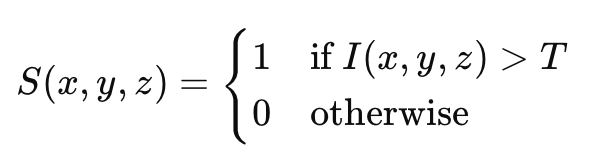 S(x, y, z) = { 1 if I(x, y, z) > T
0 otherwise